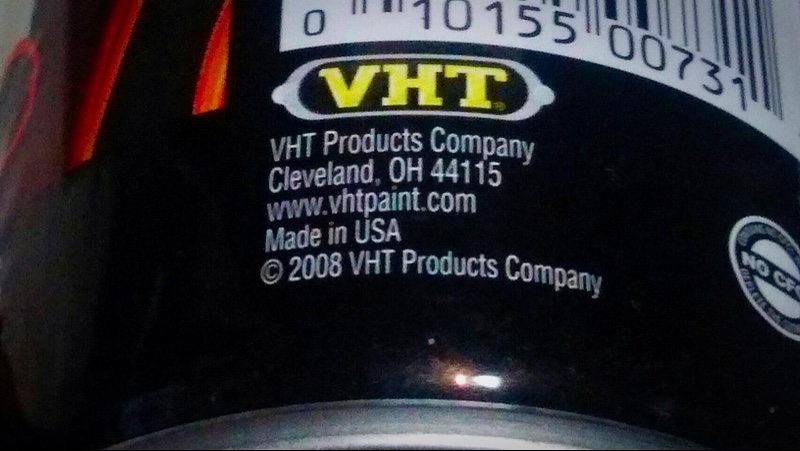 0 10155 00731
VHT
VHT Products Company
Cleveland, OH 44115
www.vhtpaint.com
Made in USA
© 2008 VHT Products Company
NO CFC